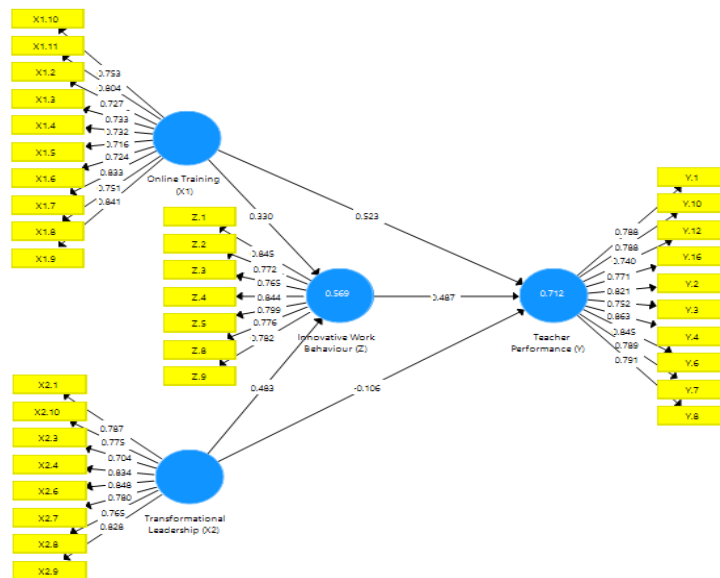 X1.10
X1.11
X1.2
X1.3
X1.4
X1.5
X1.6
X1.7
X1.8
X1.9
0.753
0.804
0.727
0.733
0.732
0.716
0.724
0.833
0.751
0.841
Online Training
(X1)
Z.1
Z.2
Z.3
Z.4
Z.5
Z.8
Z.9
0.845
0.772
0.765
0.844
0.799
0.776
0.782
0.330
0.523
0.569
Innovative Work
Behaviour (Z)
0.487
0.483
-0.106
0.712
Teacher
Performance (Y)
0.788
0.788
0.740
0.771
0.821
0.752
0.863
0.845
0.789
0.791
Y.1
Y.10
Y.12
Y.16
Y.2
Y.3
Y.4
Y.6
Y.7
Y.8
X2.1
X2.10
X2.3
X2.4
X2.6
X2.7
X2.8
X2.9
0.787
0.775
0.704
0.834
0.848
0.780
0.765
0.828
Transformational
Leadership (X2)